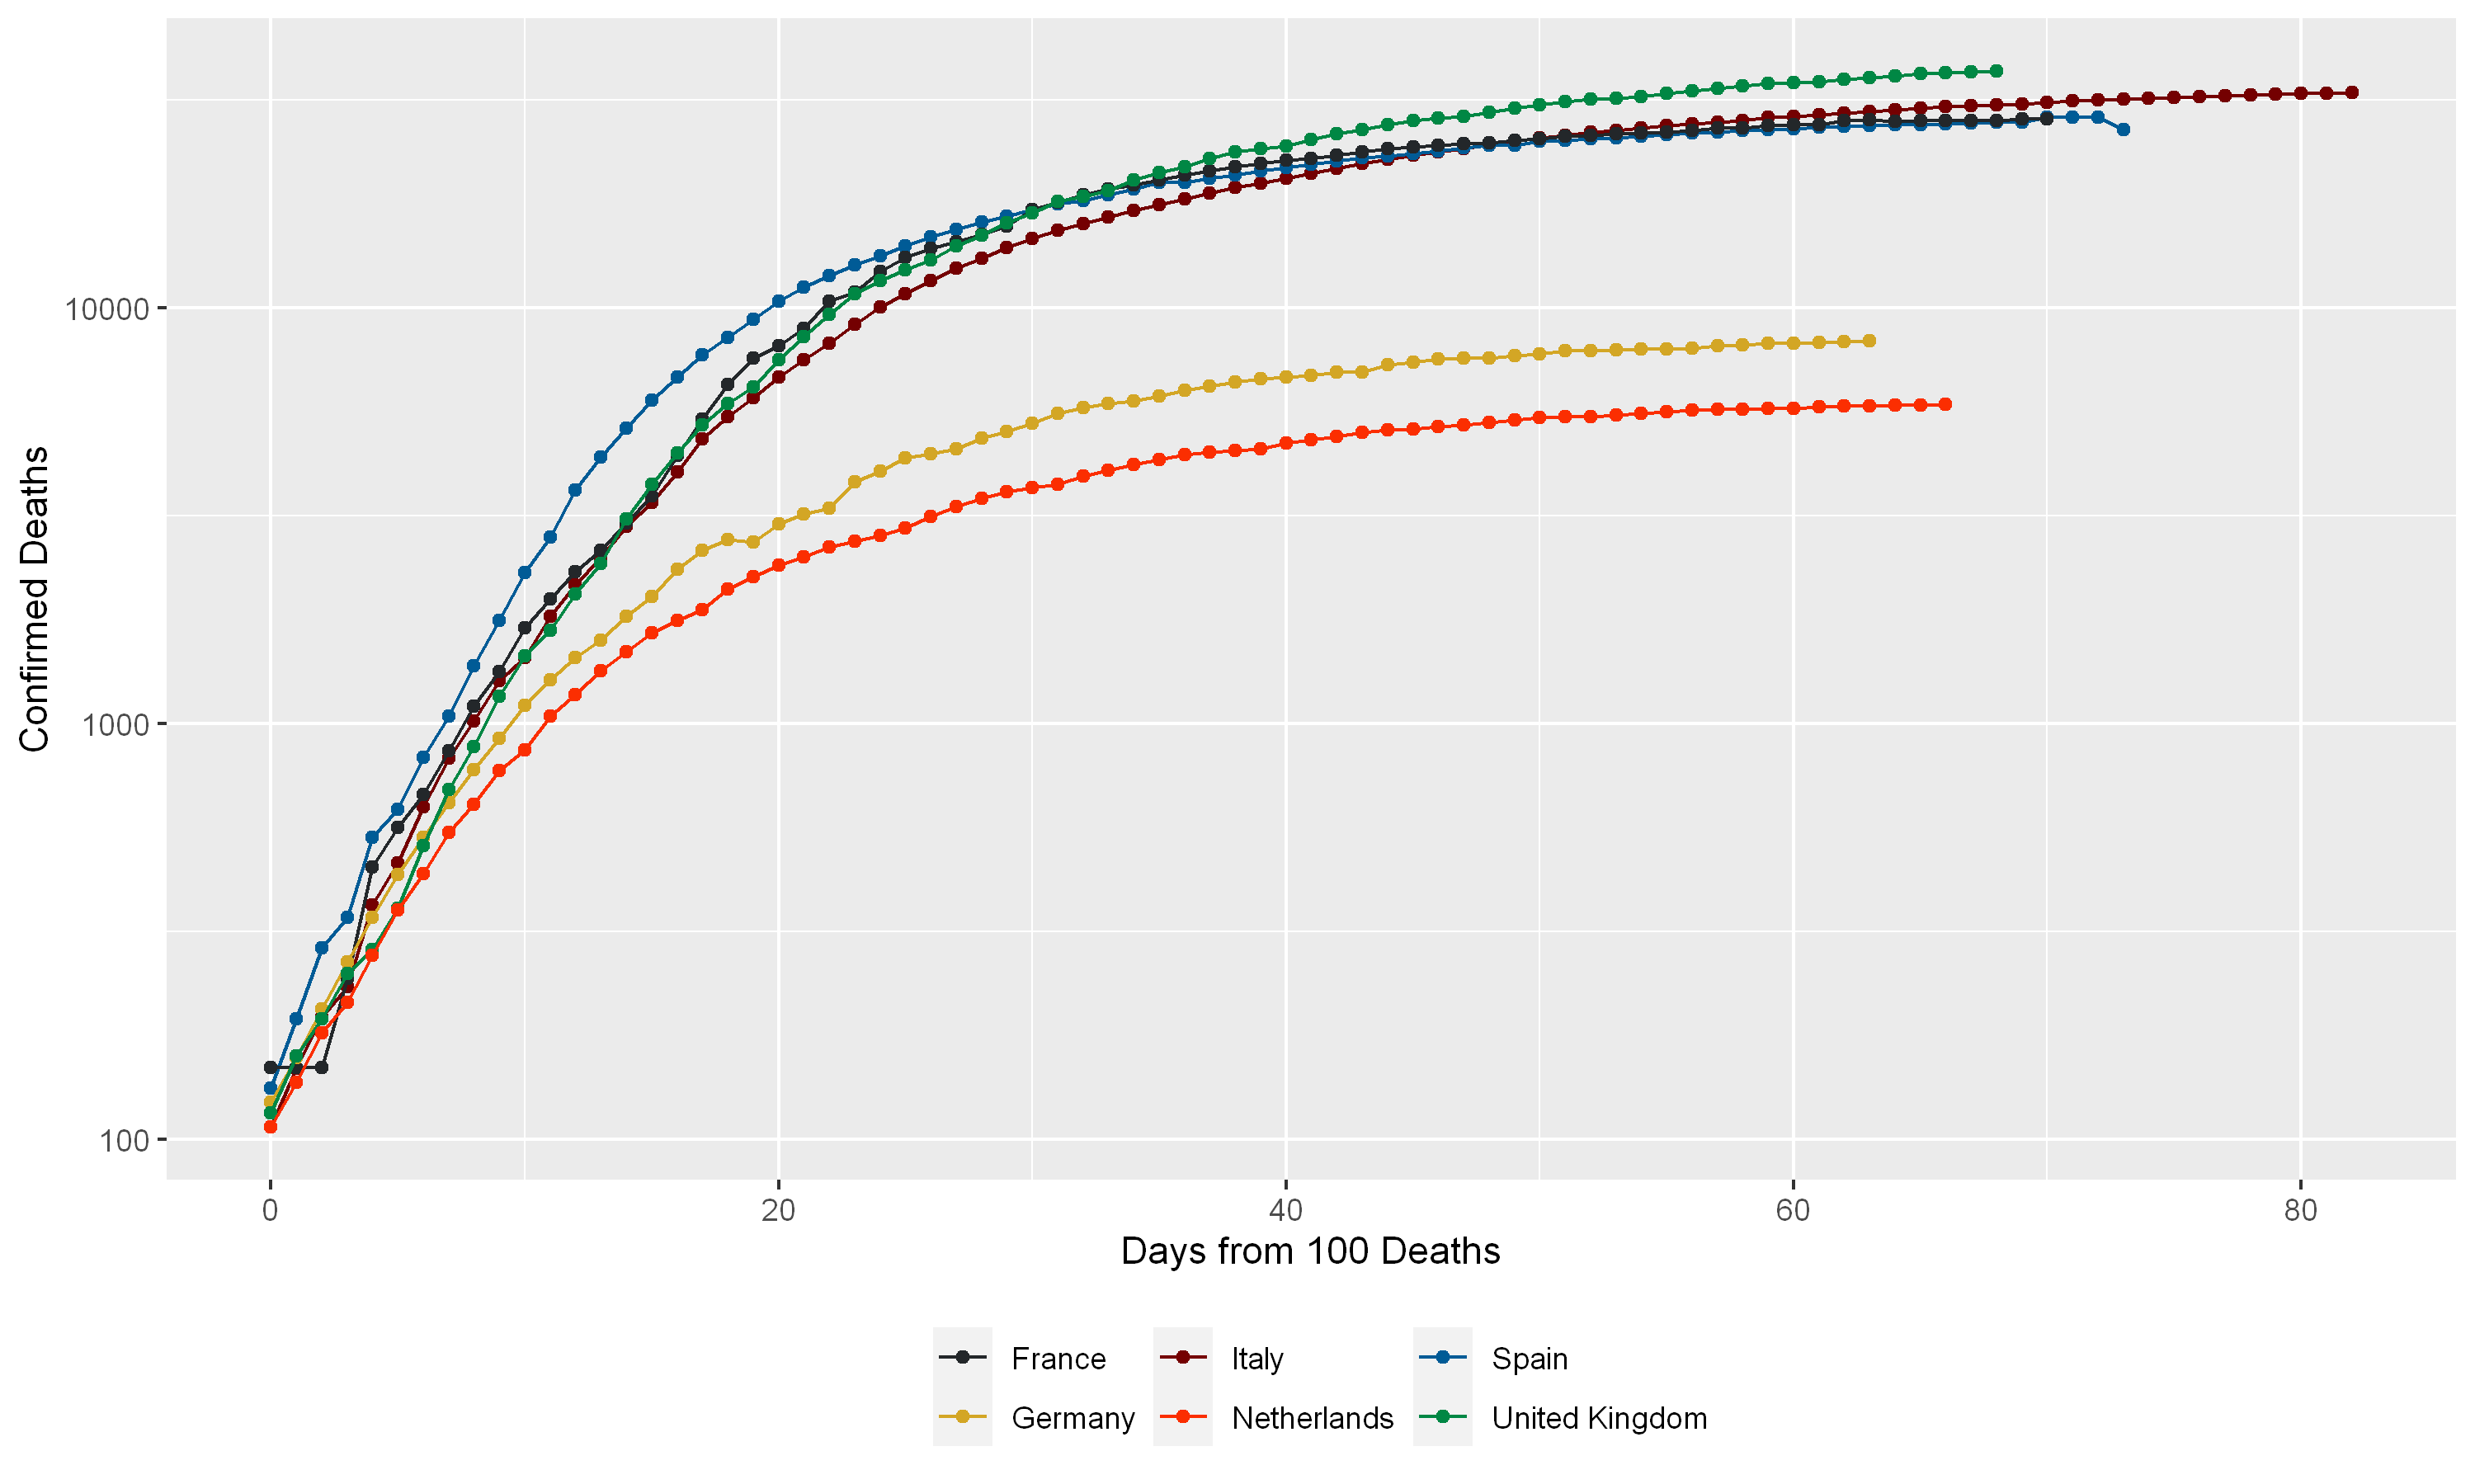 Confirmed Deaths
10000
1000
100
0 20 40 60 80
Days from 100 Deaths
France Italy Spain
Germany Netherlands United Kingdom